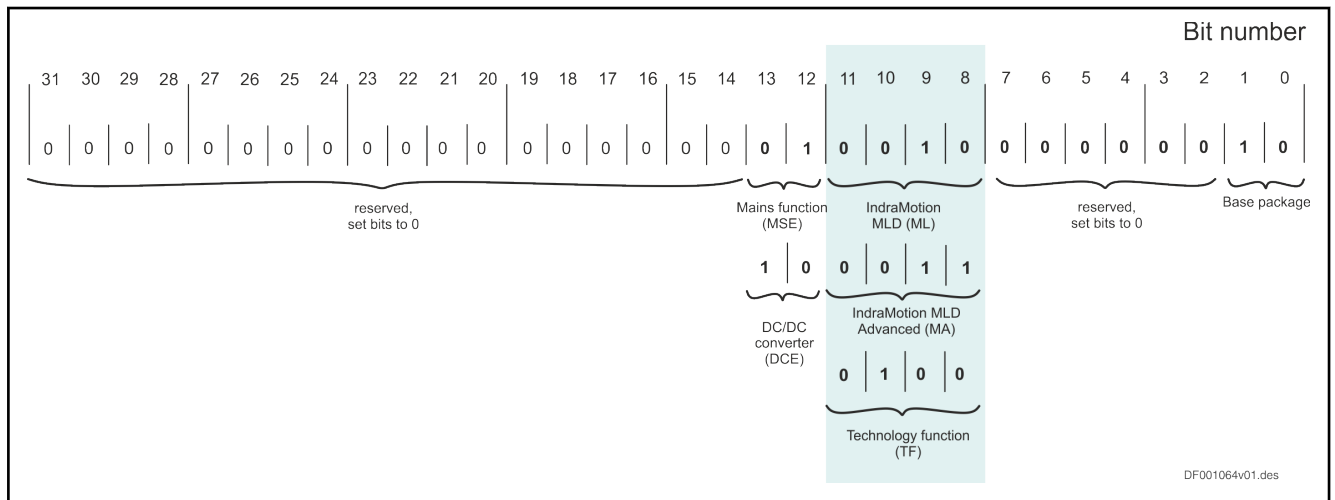 Bit number
31 30 29 28 27 26 25 24 23 22 21 20 19 18 17 16 15 14 13 12 11 10 9 8 7 6 5 4 3 2 1 0
0 0 0 0 0 0 0 0 0 0 0 0 0 0 0 0 0 0 0 1 0 0 1 0 0 0 0 0 0 0 1 0
reserved,
set bits to 0
Mains function
(MSE)
IndraMotion
MLD (ML)
reserved,
set bits to 0
Base package
1 0 0 0 1 1
DC/DC
converter
(DCE)
IndraMotion MLD
Advanced (MA)
0 1 0 0
Technology function
(TF)
DF001064v01.des